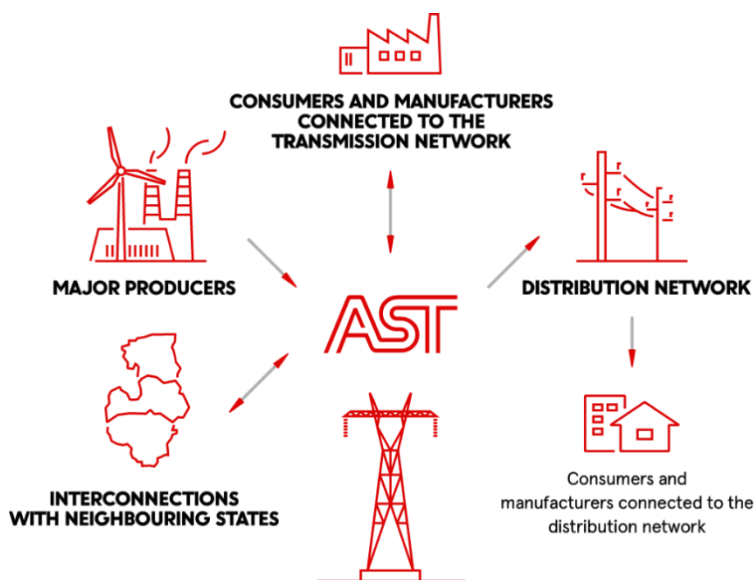 CONSUMERS AND MANUFACTURERS
CONNECTED TO THE
TRANSMISSION NETWORK
MAJOR PRODUCERS
DISTRIBUTION NETWORK
AST
INTERCONNECTIONS
WITH NEIGHBOURING STATES
Consumers and
manufacturers connected to the
distribution network